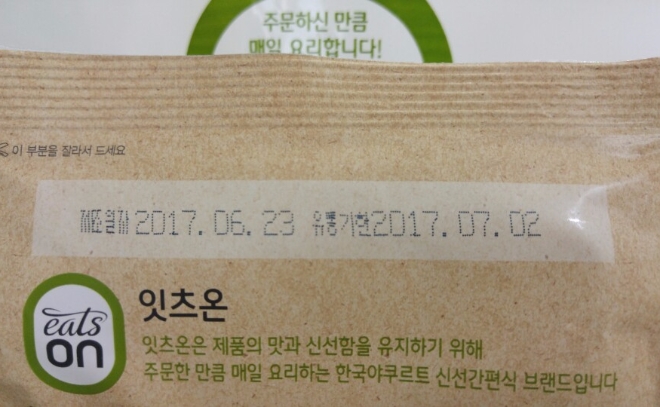 주문하신 만큼
매일 요리합니다!
이 부분을 잘라서 드세요
제조일자 2017. 06. 23 유통기한 2017. 07. 02
eats
on
잇츠온
잇츠온은 제품의 맛과 신선함을 유지하기 위해
주문한 만큼 매일 요리하는 한국야쿠르트 신선간편식 브랜드입니다